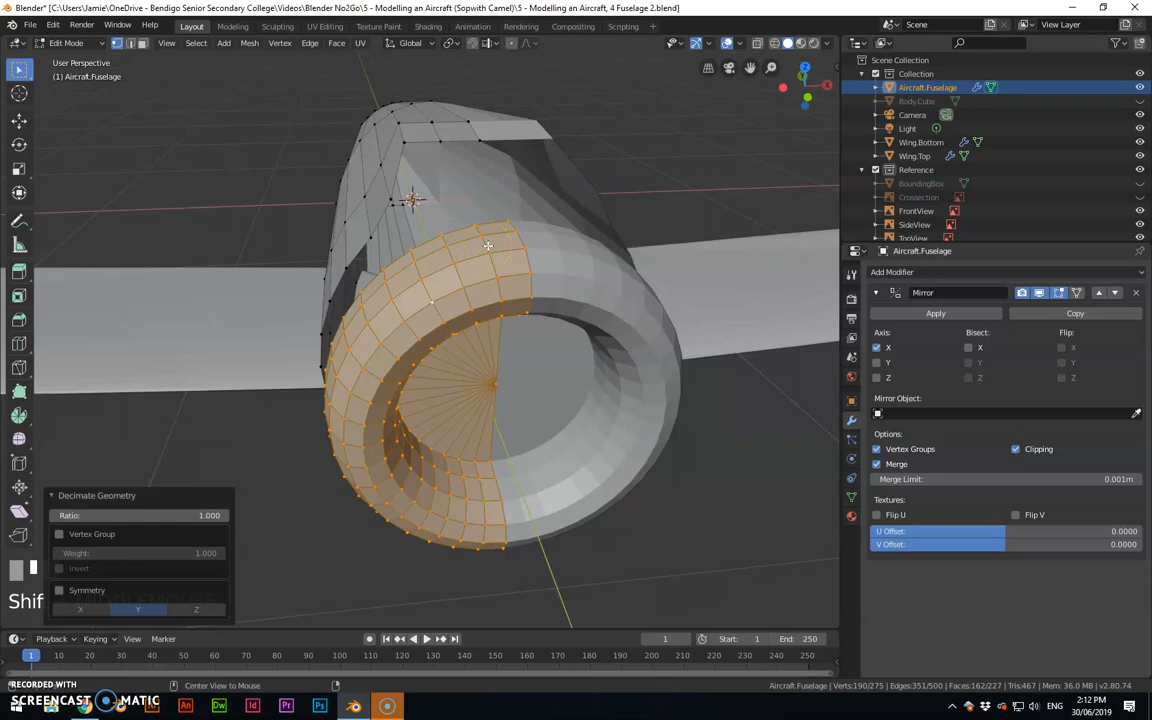 Blender* [C:\Users\Jamie\OneDrive - Bendigo Senior Secondary College\Videos\Blender No2Go\5 - Modelling an Aircraft (Sopwith Camel)\5 - Modelling an Aircraft, 4 Fuselage 2.blend]
File Edit Render Window Help Layout Modeling Sculpting UV Editing Texture Paint Shading Animation Rendering Compositing Scripting + Scene View Layer
Edit Mode View Select Add Mesh Vertex Edge Face UV Global
User Perspective
(1) Aircraft.Fuselage
Scene Collection
Collection
Aircraft.Fuselage
Body.Cube
Camera
Light
Wing.Bottom
Wing.Top
Reference
BoundingBox
Crossection
FrontView
SideView
TopView
Aircraft.Fuselage
Add Modifier
Mirror
Apply Copy
Axis: Bisect: Flip:
X X X
Y Y Y
Z Z Z
Mirror Object:
Options:
Vertex Groups Clipping
Merge
Merge Limit: 0.001m
Textures:
Flip U Flip V
U Offset: 0.0000
V Offset: 0.0000
Decimate Geometry
Ratio: 1.000
Vertex Group
Weight: 1.000
Invert
Symmetry
X Y Z
Shif
Playback Keying View Marker 1 Start: 1 End: 250
1 10 20 30 40 50 60 70 80 90 100 110 120 130 140 150 160 170 180 190 200 210 220 230 240 250
Center View to Mouse
Aircraft.Fuselage | Verts:190/275 | Edges:351/500 | Faces:162/227 | Tris:467 | Mem: 36.0 MB | v2.80.74
RECORDED WITH
SCREENCAST MATIC
Ai Dw Id Pr Ps
ENG
2:12 PM
30/06/2019